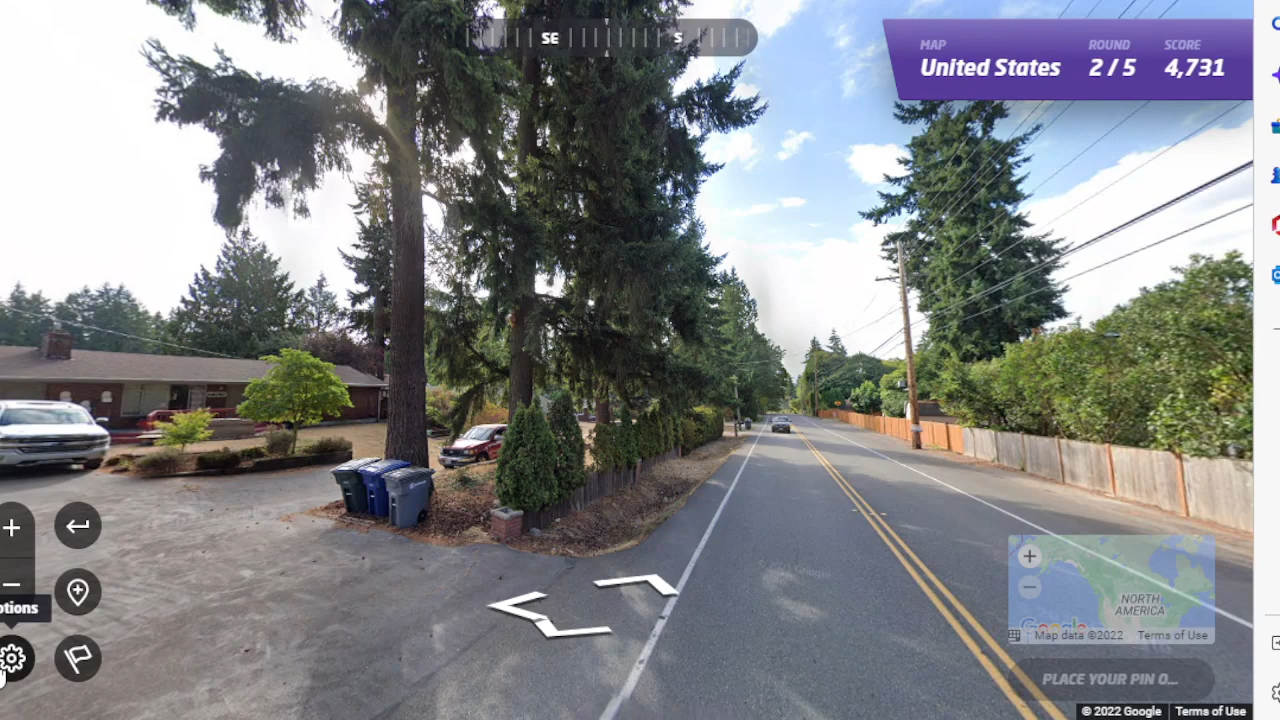 SE
S
MAP
United States
ROUND
2 / 5
SCORE
4,731
otions
NORTH
AMERICA
Google
Map data ©2022
Terms of Use
PLACE YOUR PIN O...
© 2022 Google
Terms of Use